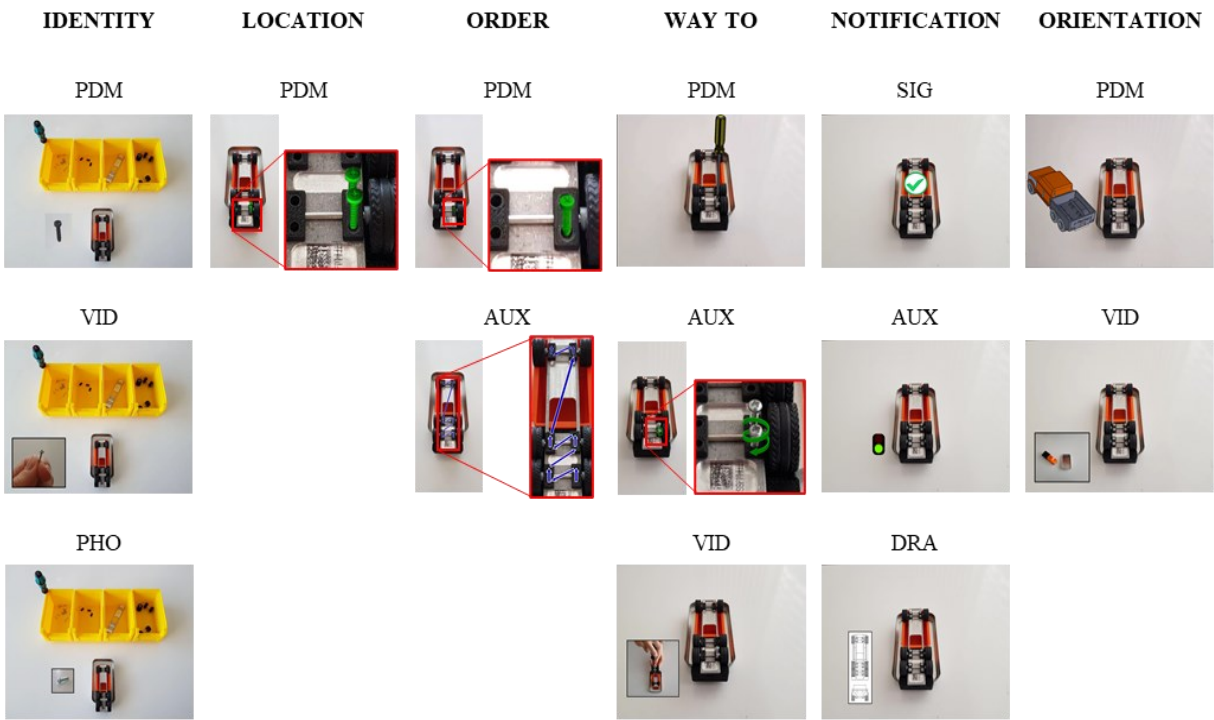 IDENTITY LOCATION ORDER WAY TO NOTIFICATION ORIENTATION
PDM PDM PDM PDM SIG PDM
VID AUX AUX AUX VID
PHO VID DRA